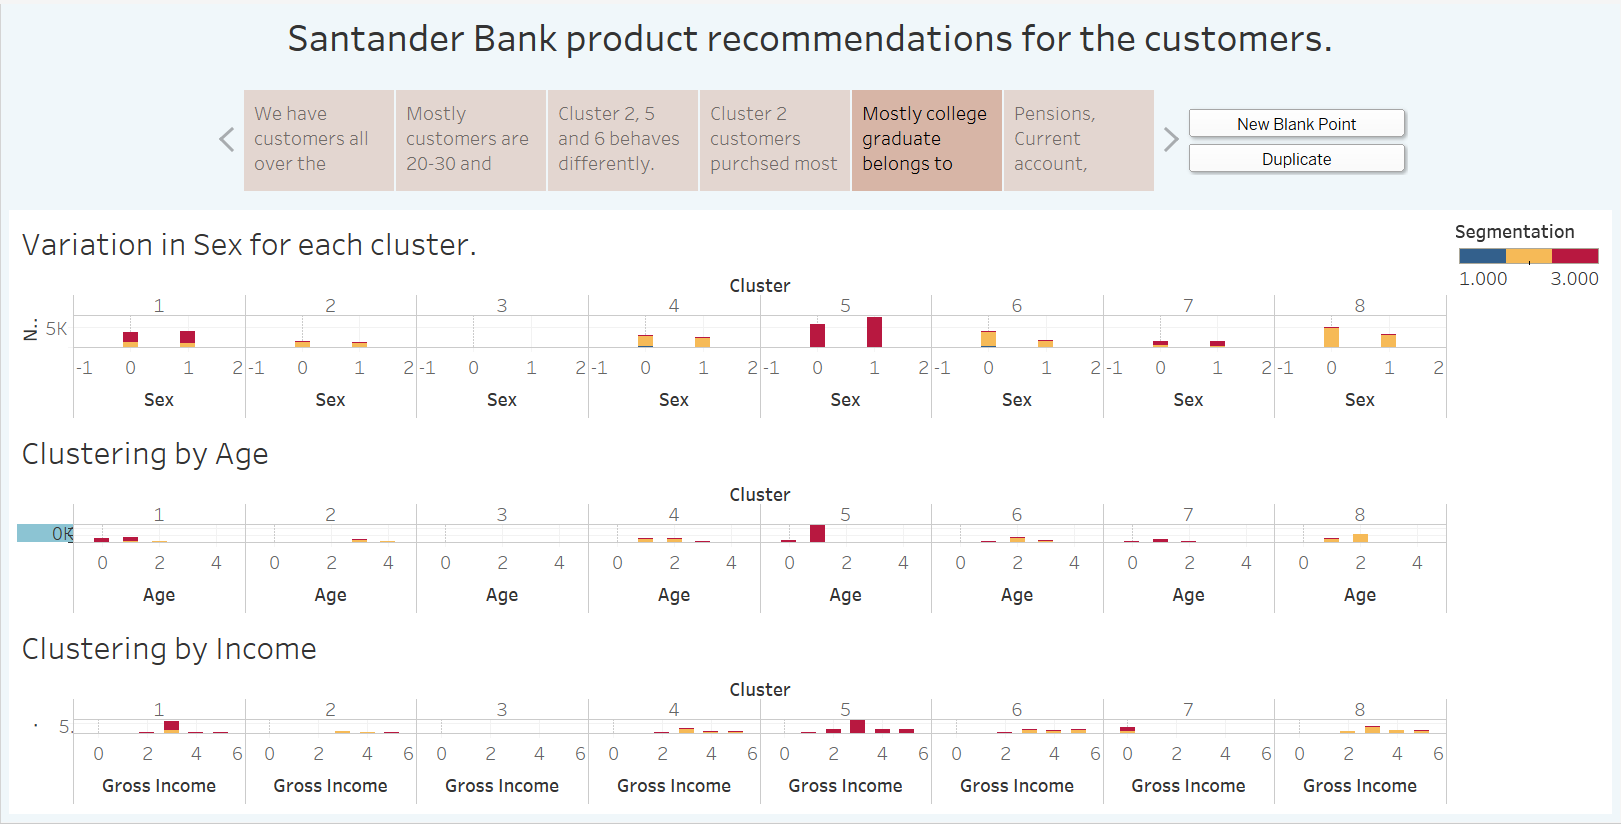 Santander Bank product recommendations for the customers.
We have
customers all
over the
Mostly
customers are
20-30 and
Cluster 2, 5
and 6 behaves
differently.
Cluster 2
customers
purchsed most
Mostly college
graduate
belongs to
Pensions,
Current
account,
New Blank Point
Duplicate
Segmentation
1.000 3.000
Variation in Sex for each cluster.
Cluster
1 2 3 4 5 6 7 8
N..
5K
-1 0 1 2 -1 0 1 2 -1 0 1 2 -1 0 1 2 -1 0 1 2 -1 0 1 2 -1 0 1 2 -1 0 1 2
Sex Sex Sex Sex Sex Sex Sex Sex
Clustering by Age
Cluster
1 2 3 4 5 6 7 8
0K
0 2 4 0 2 4 0 2 4 0 2 4 0 2 4 0 2 4 0 2 4 0 2 4
Age Age Age Age Age Age Age Age
Clustering by Income
Cluster
1 2 3 4 5 6 7 8
5.
0 2 4 6 0 2 4 6 0 2 4 6 0 2 4 6 0 2 4 6 0 2 4 6 0 2 4 6 0 2 4 6
Gross Income Gross Income Gross Income Gross Income Gross Income Gross Income Gross Income Gross Income